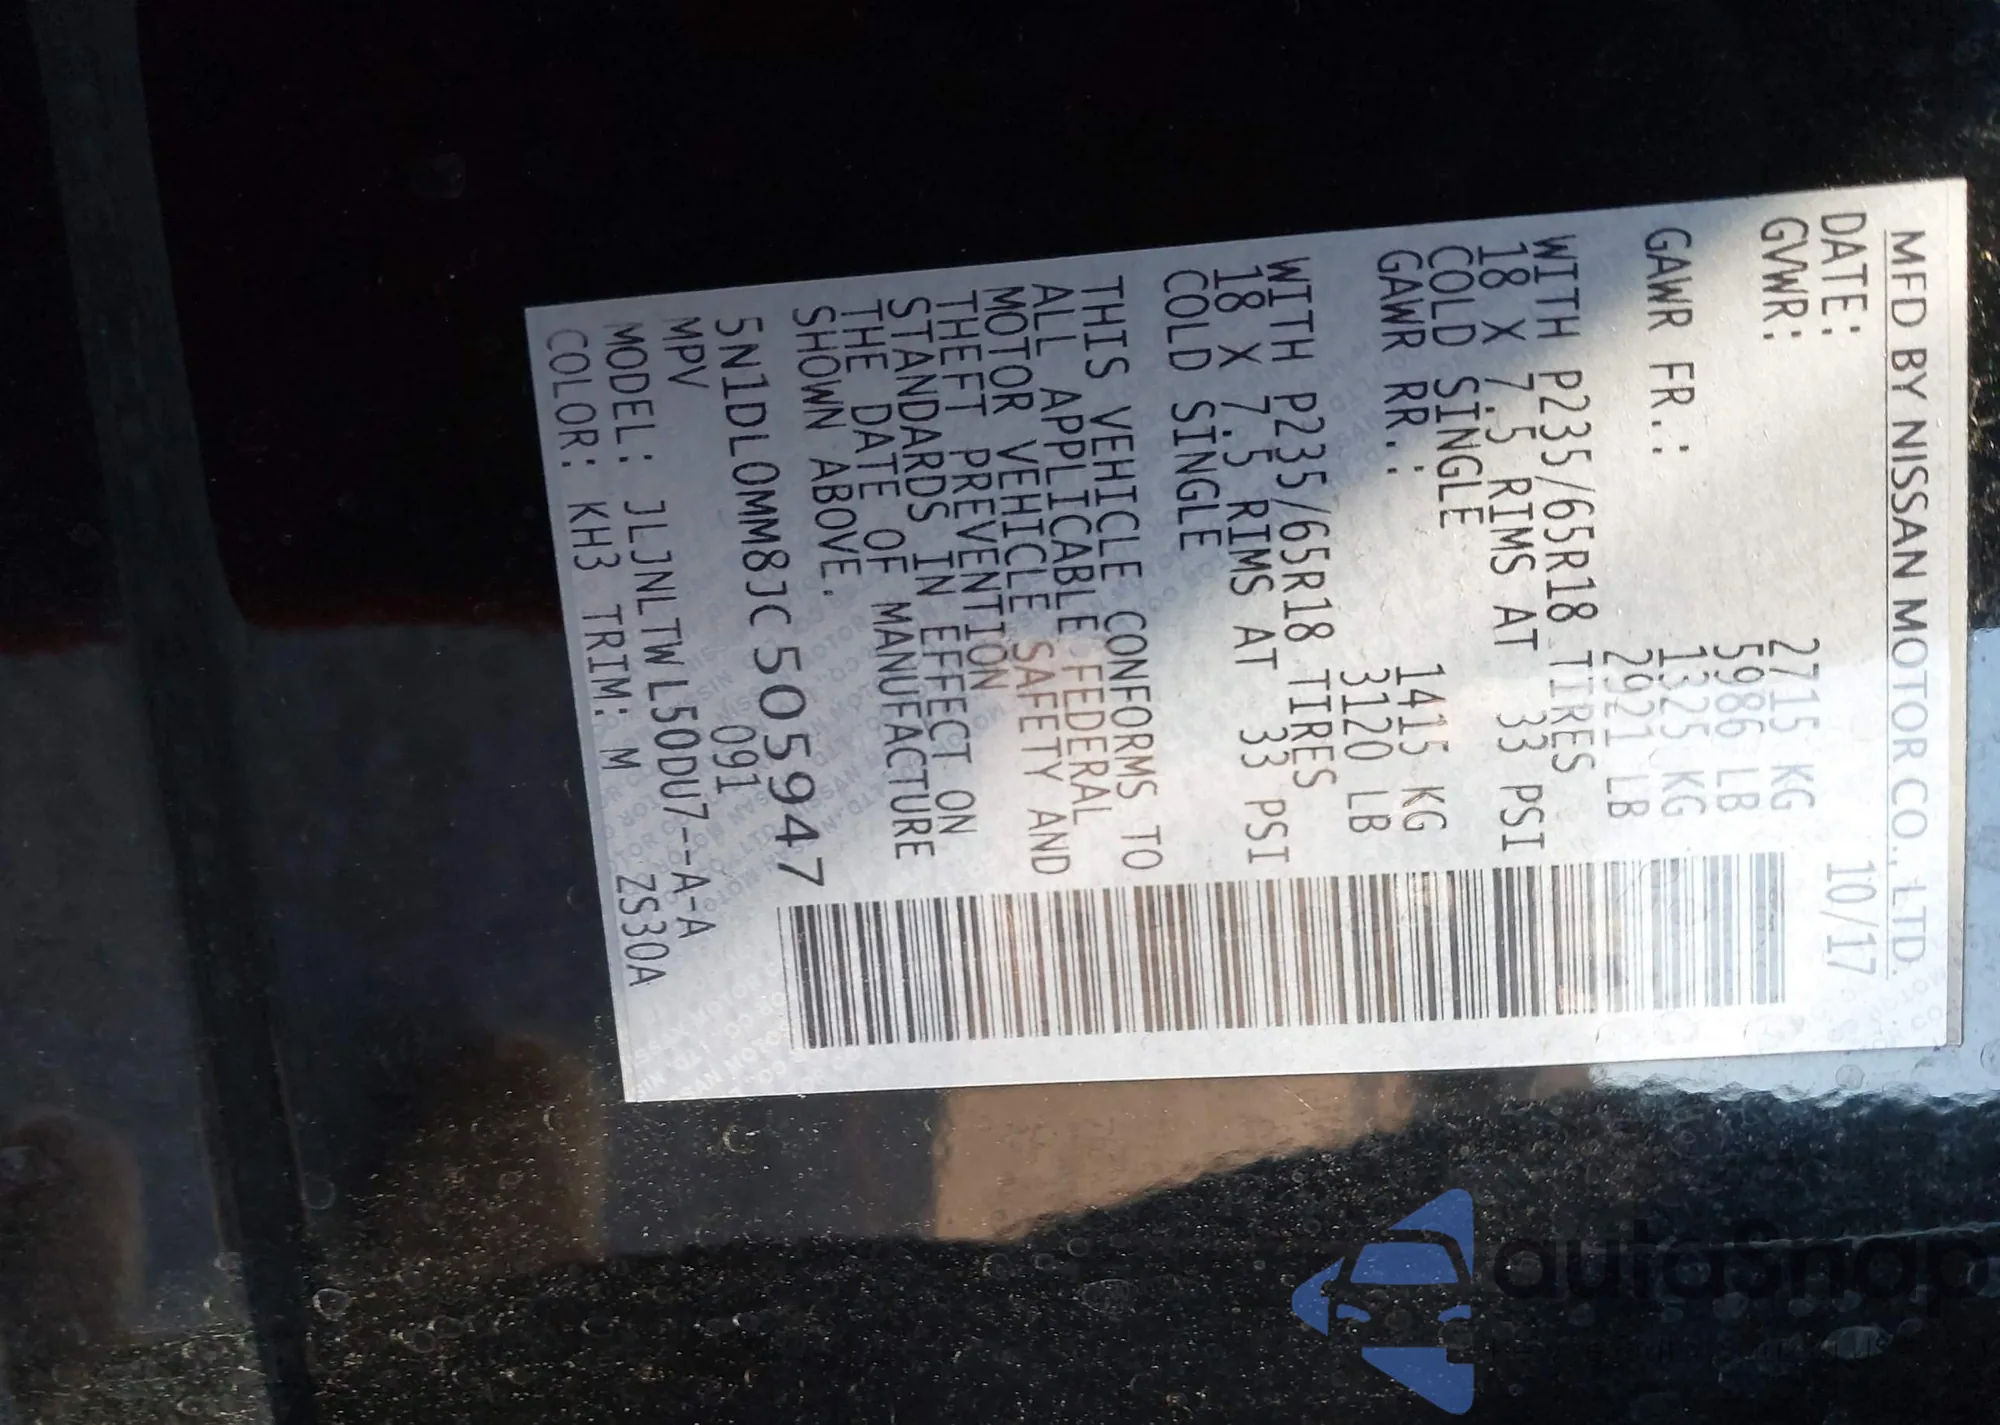 MFD BY NISSAN MOTOR CO., LTD.
DATE: 10/17
GVWR: 2715 KG
5986 LB
GAWR FR.: 1325 KG
2921 LB
WITH P235/65R18 TIRES
18 X 7.5 RIMS AT 33 PSI
COLD SINGLE
GAWR RR.: 1415 KG
3120 LB
WITH P235/65R18 TIRES
18 X 7.5 RIMS AT 33 PSI
COLD SINGLE
THIS VEHICLE CONFORMS TO
ALL APPLICABLE FEDERAL
MOTOR VEHICLE SAFETY AND
THEFT PREVENTION
STANDARDS IN EFFECT ON
THE DATE OF MANUFACTURE
SHOWN ABOVE.
5N1DL0MM8JC505947
MPV 091
MODEL: JLJNLTWL50DU7--A-A
COLOR: KH3 TRIM: M ZS30A
autoSnap